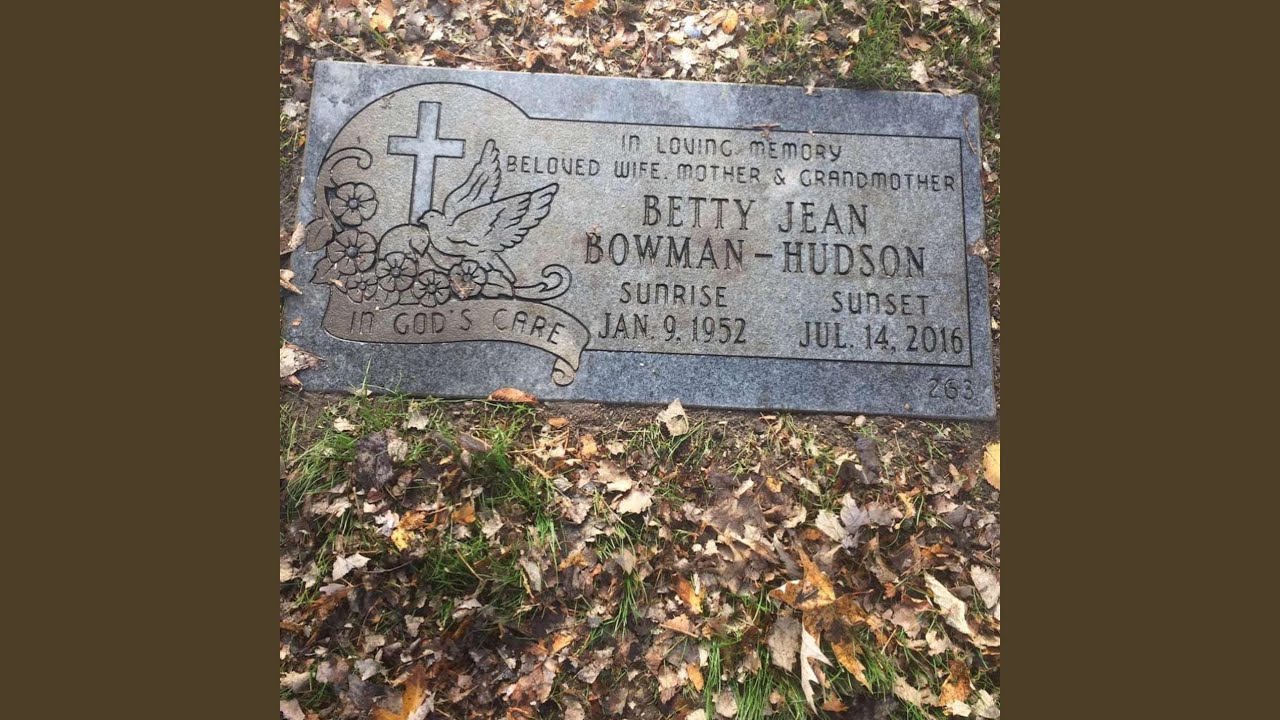 IN LOVING MEMORY
BELOVED WIFE, MOTHER & GRANDMOTHER
BETTY JEAN
BOWMAN-HUDSON
SUNRISE SUNSET
JAN. 9, 1952 JUL. 14, 2016
IN GOD'S CARE
263